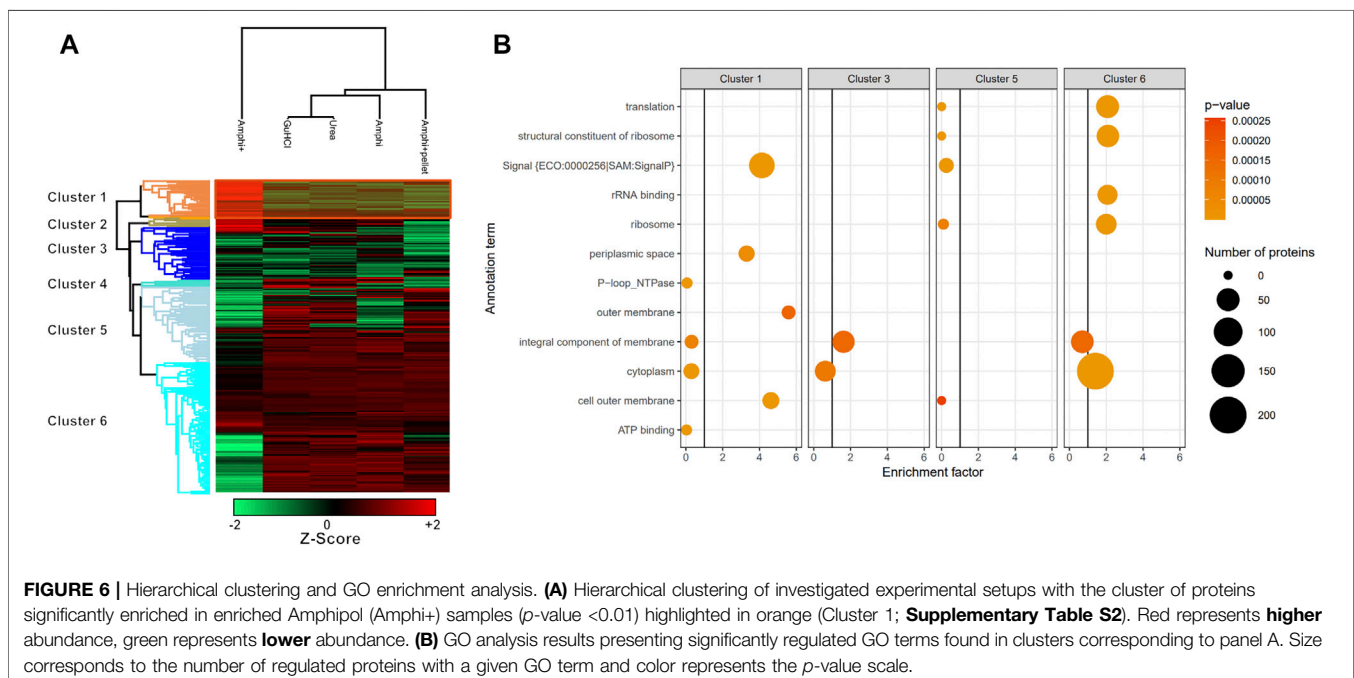 A
Amphi+
GuHCl
Urea
Amphi
Amphi+pellet
Cluster 1
Cluster 2
Cluster 3
Cluster 4
Cluster 5
Cluster 6
-2
0
+2
Z-Score
B
Cluster 1
Cluster 3
Cluster 5
Cluster 6
Annotation term
translation
structural constituent of ribosome
Signal {ECO:0000256|SAM:SignalP}
rRNA binding
ribosome
periplasmic space
P-loop_NTPase
outer membrane
integral component of membrane
cytoplasm
cell outer membrane
ATP binding
0 2 4 6
0 2 4 6
0 2 4 6
0 2 4 6
Enrichment factor
p-value
0.00025
0.00020
0.00015
0.00010
0.00005
Number of proteins
0
50
100
150
200
FIGURE 6 | Hierarchical clustering and GO enrichment analysis. (A) Hierarchical clustering of investigated experimental setups with the cluster of proteins
significantly enriched in enriched Amphipol (Amphi+) samples (p-value <0.01) highlighted in orange (Cluster 1; Supplementary Table S2). Red represents higher
abundance, green represents lower abundance. (B) GO analysis results presenting significantly regulated GO terms found in clusters corresponding to panel A. Size
corresponds to the number of regulated proteins with a given GO term and color represents the p-value scale.